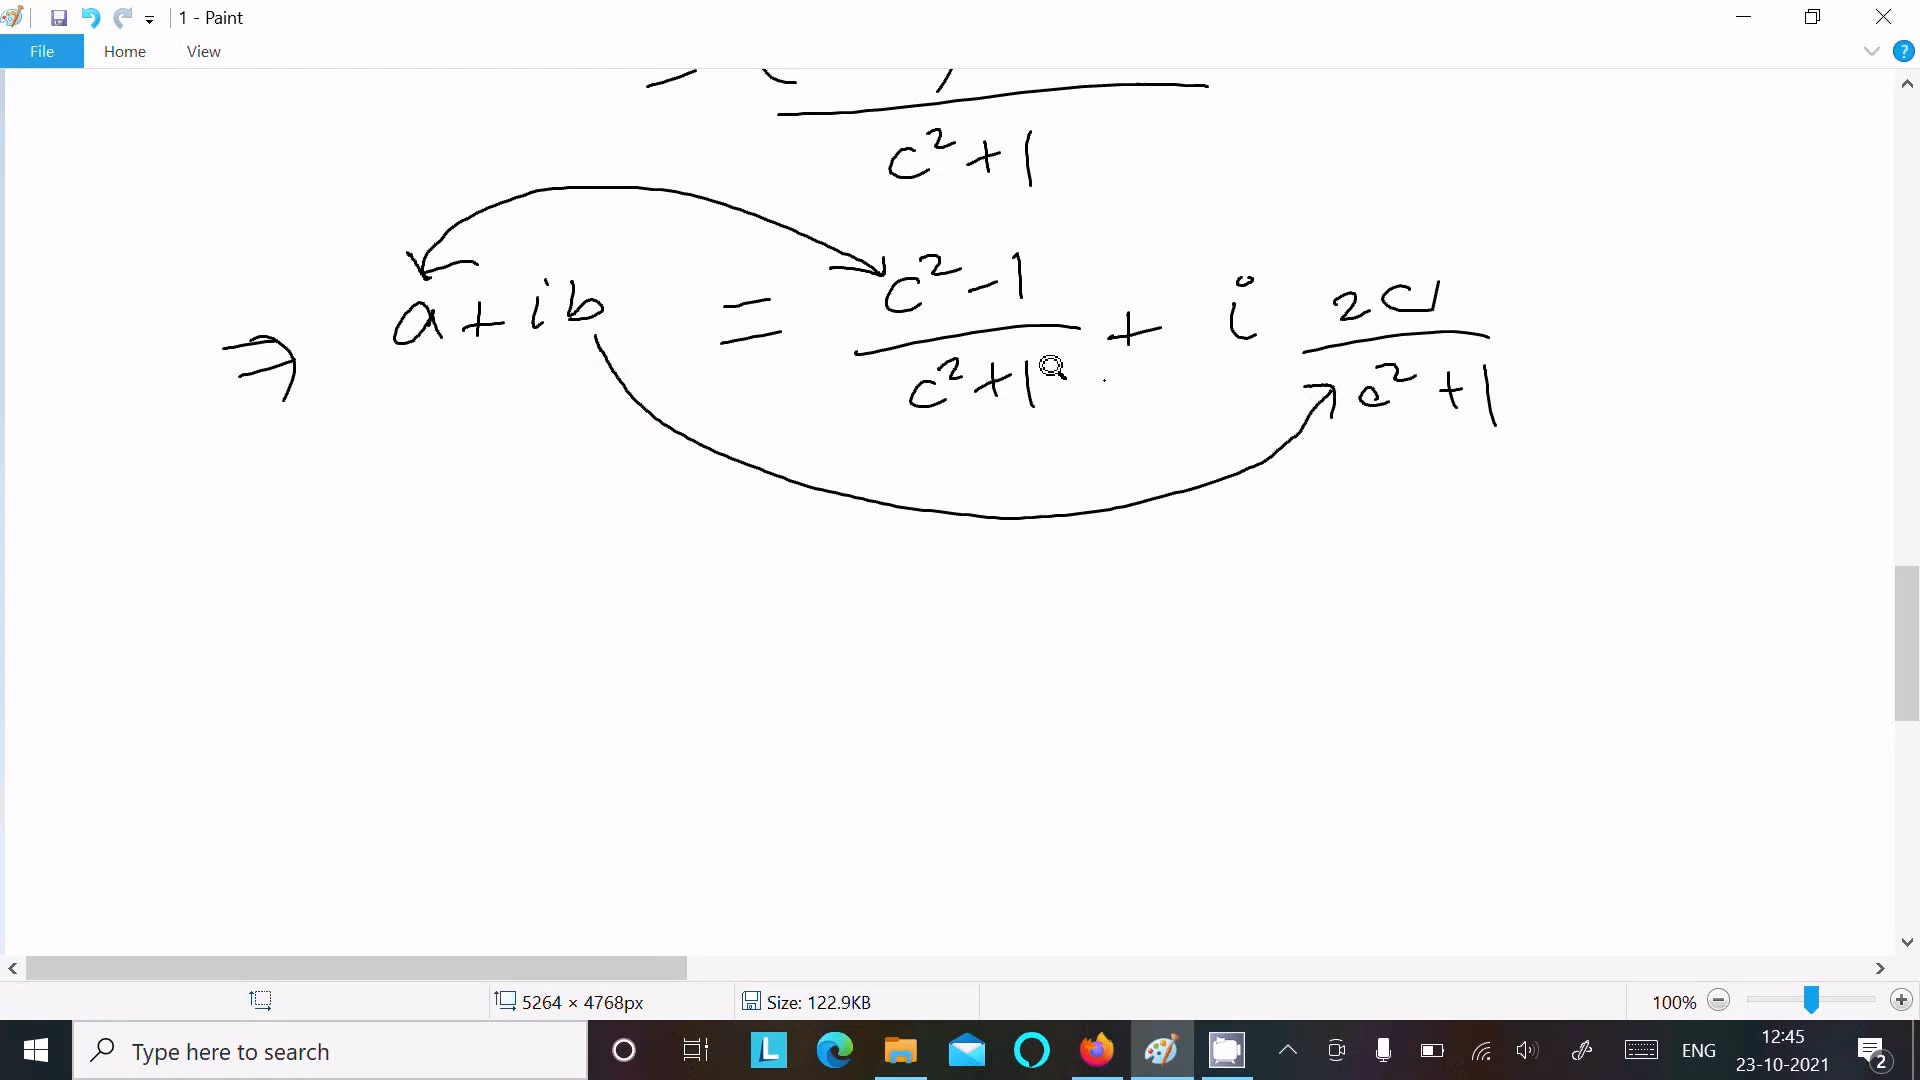 1 - Paint
File Home View
=
c² + 1
⇒ a + ib = (c² - 1)/(c² + 1) + i 2c/(c² + 1)
5264 × 4768px Size: 122.9KB 100%
Type here to search
L
ENG
12:45
23-10-2021
2